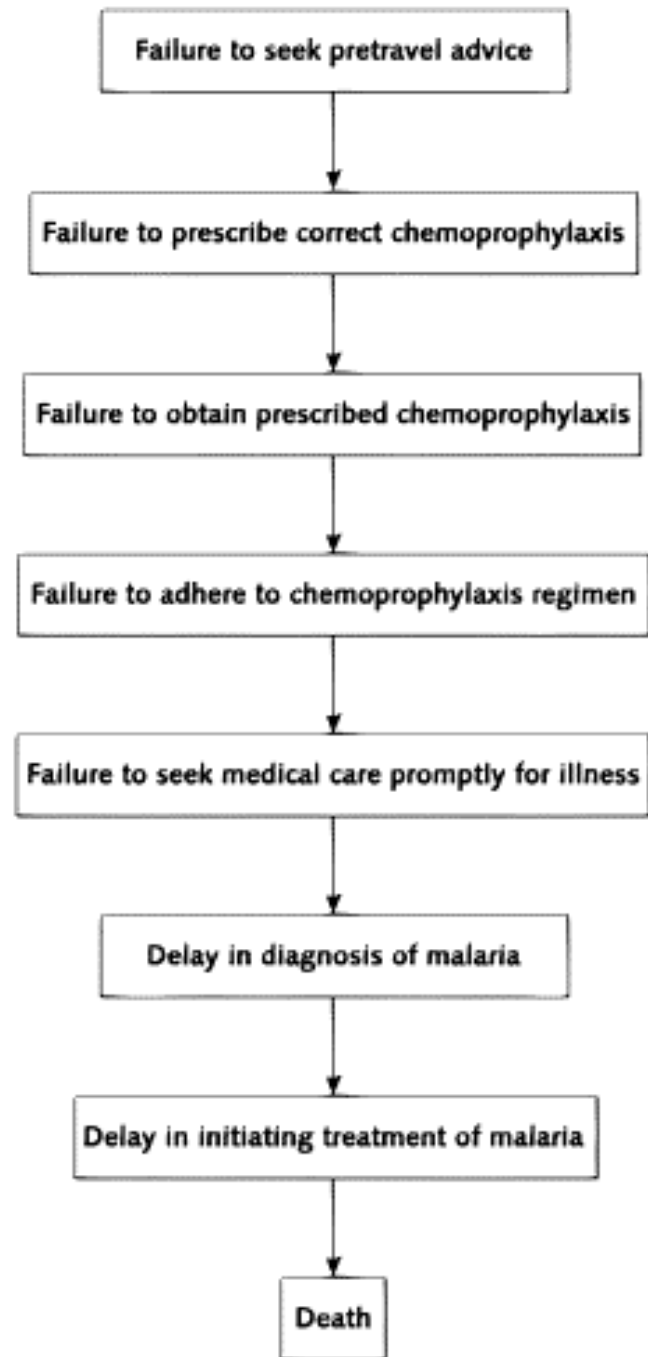 Failure to seek pretravel advice
Failure to prescribe correct chemoprophylaxis
Failure to obtain prescribed chemoprophylaxis
Failure to adhere to chemoprophylaxis regimen
Failure to seek medical care promptly for illness
Delay in diagnosis of malaria
Delay in initiating treatment of malaria
Death